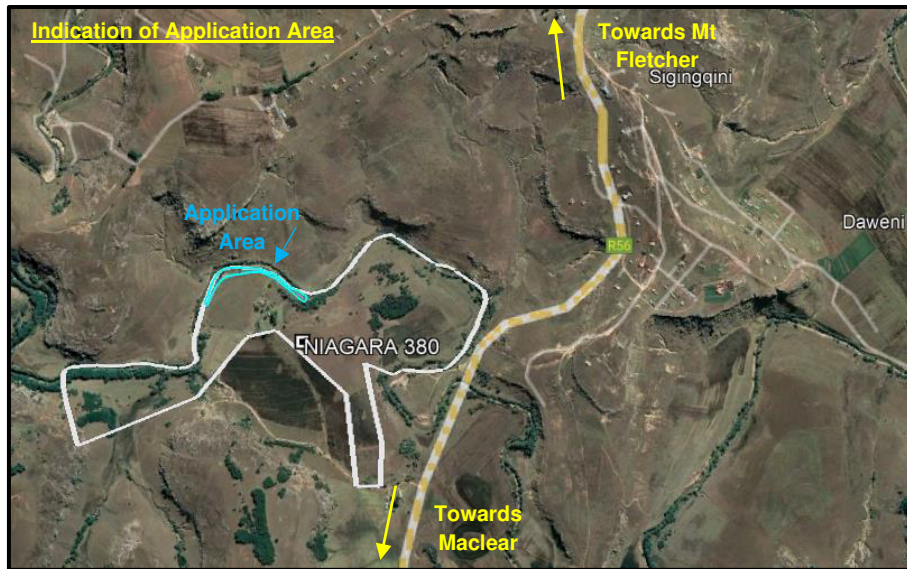 Indication of Application Area
Towards Mt
Fletcher
Sigingqini
Application
Area
Daweni
R56
NIAGARA 380
Towards
Maclear